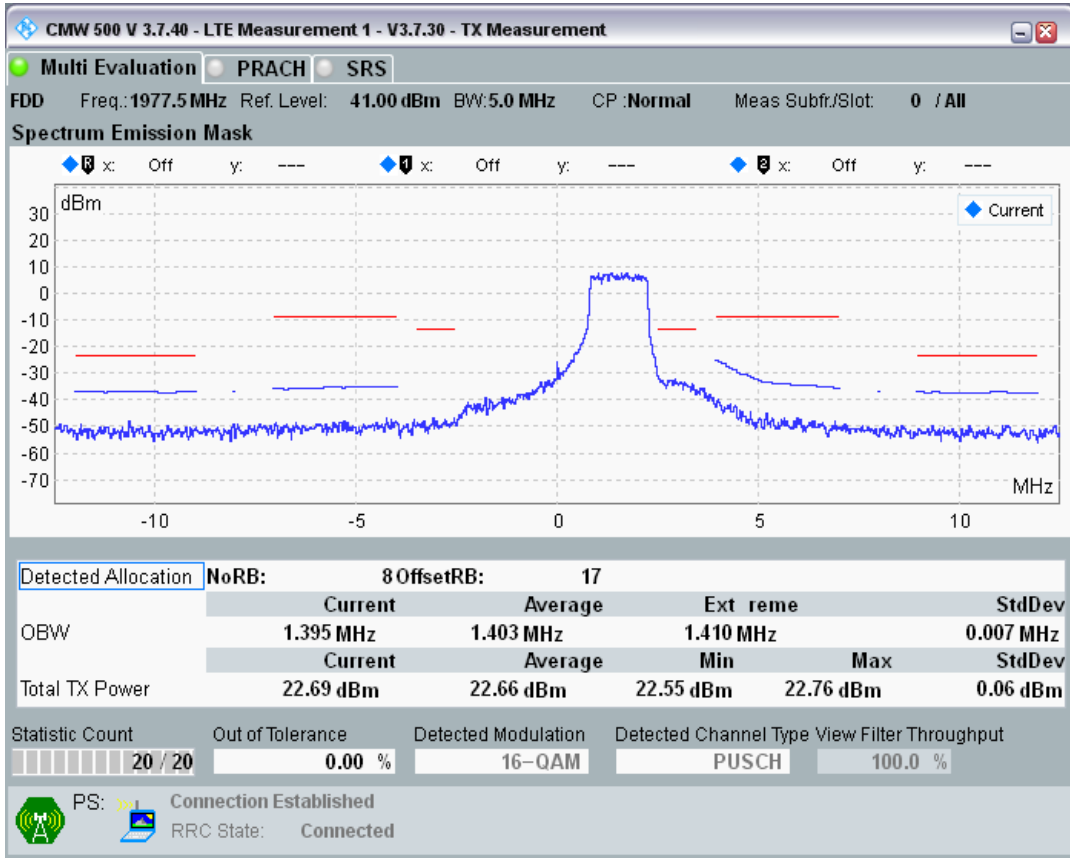 CMW 500 V 3.7.40 - LTE Measurement 1 - V3.7.30 - TX Measurement
Multi Evaluation PRACH SRS
FDD Freq.: 1977.5 MHz Ref. Level: 41.00 dBm BW: 5.0 MHz CP : Normal Meas Subfr./Slot: 0 / All
Spectrum Emission Mask
R x: Off y: --- 1 x: Off y: --- 2 x: Off y: ---
dBm
Current
30
20
10
0
-10
-20
-30
-40
-50
-60
-70
MHz
-10 -5 0 5 10
Detected Allocation NoRB: 8 OffsetRB: 17
Current Average Ext reme StdDev
OBW 1.395 MHz 1.403 MHz 1.410 MHz 0.007 MHz
Current Average Min Max StdDev
Total TX Power 22.69 dBm 22.66 dBm 22.55 dBm 22.76 dBm 0.06 dBm
Statistic Count Out of Tolerance Detected Modulation Detected Channel Type View Filter Throughput
20 / 20 0.00 % 16-QAM PUSCH 100.0 %
PS: Connection Established
RRC State: Connected